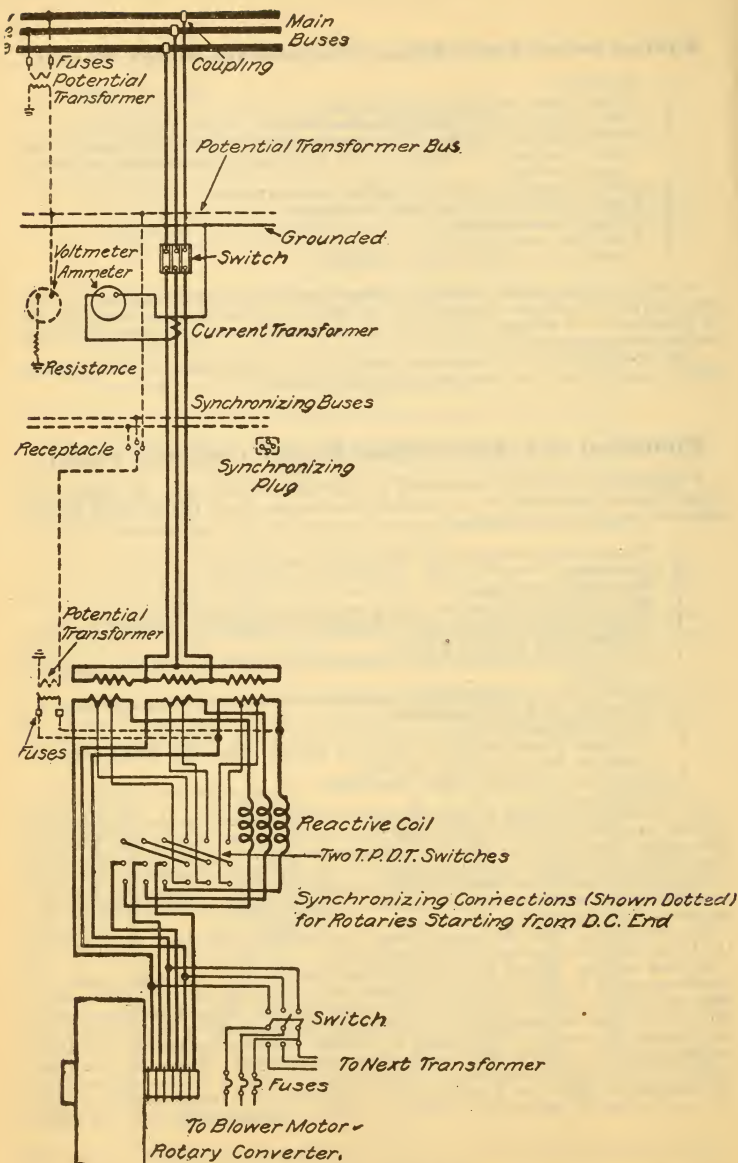 1
2
3
Main
Buses
Coupling
Fuses
Potential
Transformer
Potential Transformer Bus.
Grounded.
Switch
Voltmeter
Ammeter
Current Transformer
Resistance
Synchronizing Buses
Receptacle
Synchronizing
Plug
Potential
Transformer
Fuses
Reactive Coil
Two T.P. D.T. Switches
Synchronizing Connections (Shown Dotted)
for Rotaries Starting from D.C. End
Switch
To Next Transformer
Fuses
To Blower Motor
Rotary Converter.